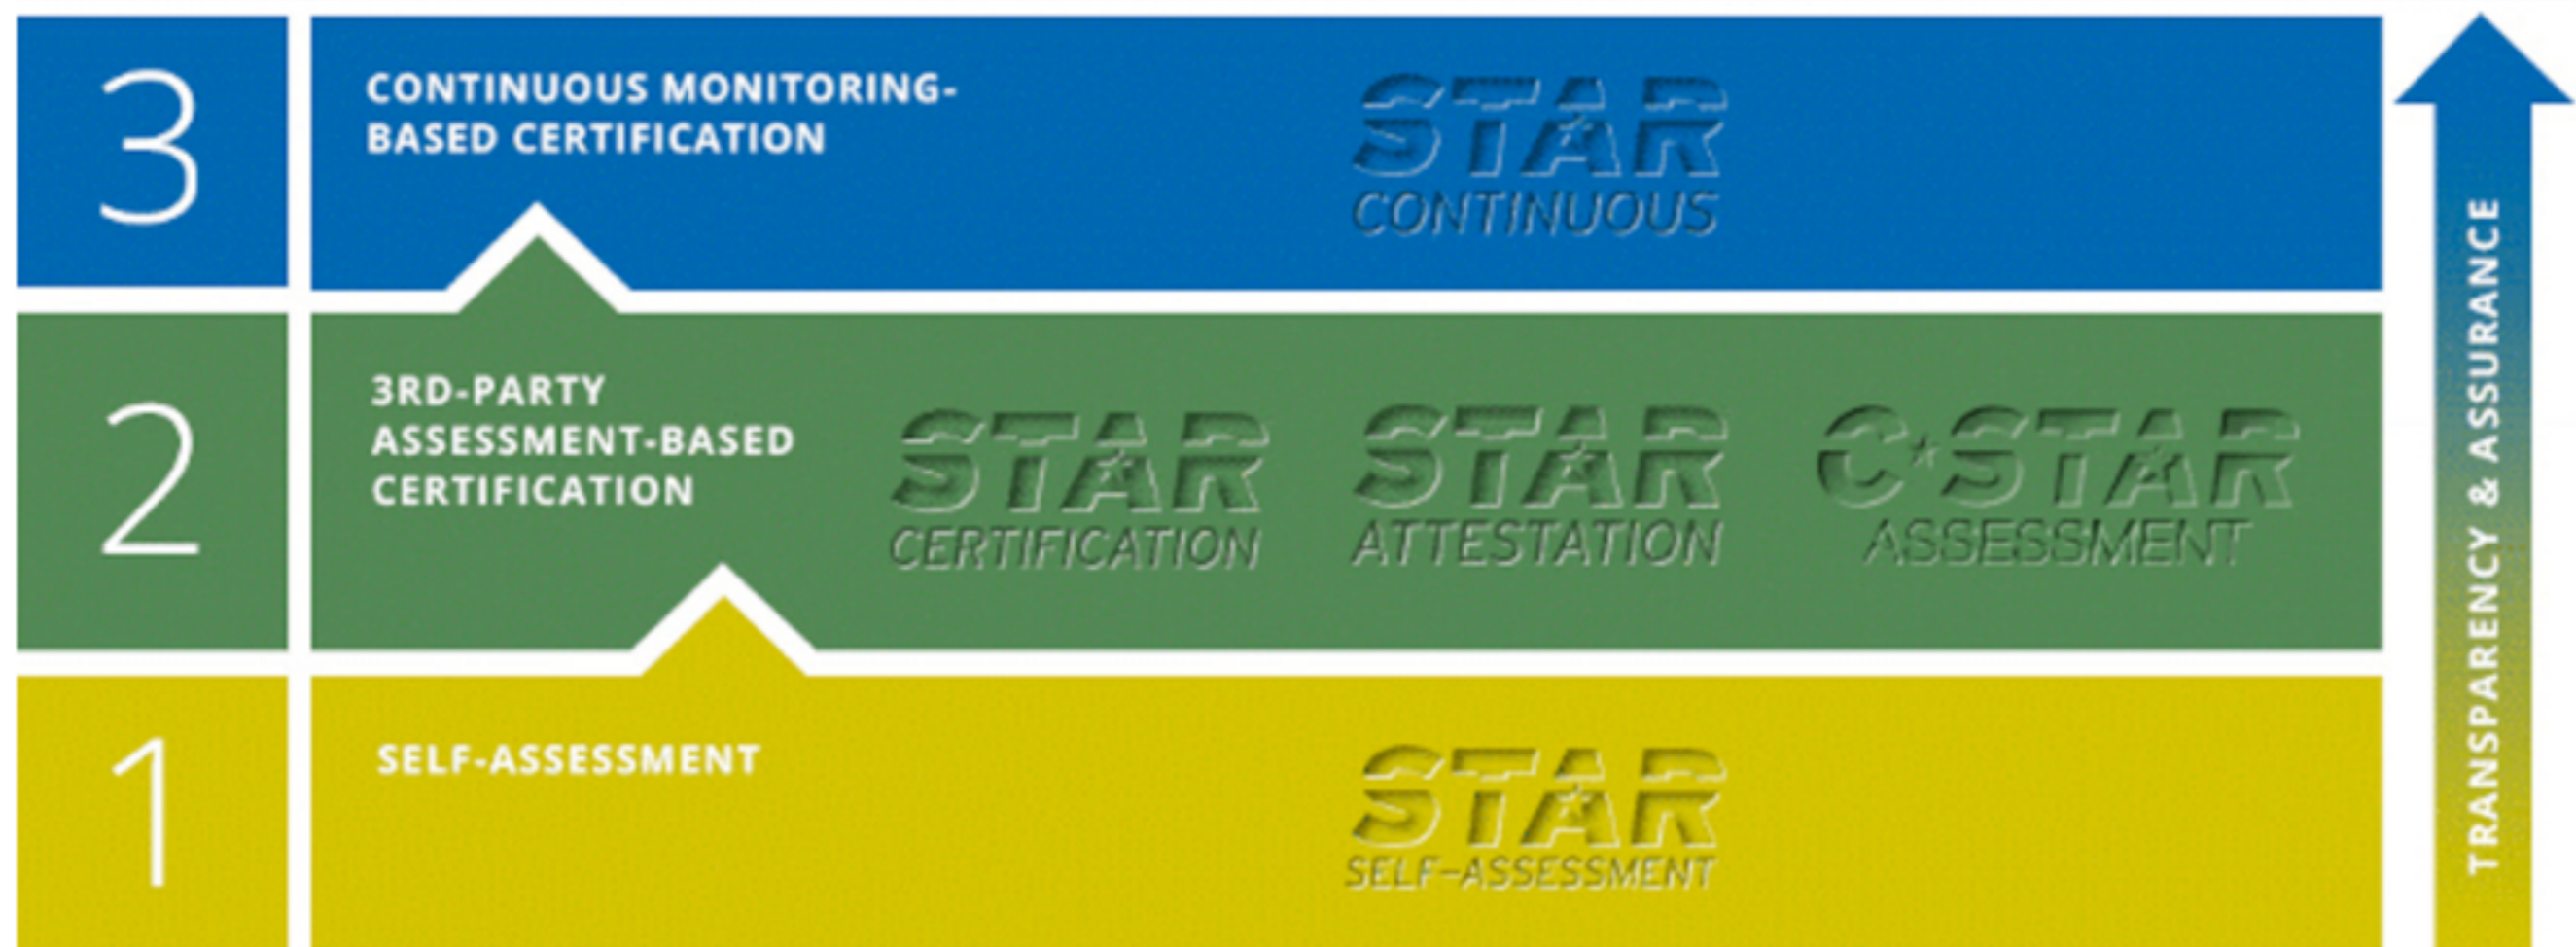 3
CONTINUOUS MONITORING-
BASED CERTIFICATION
STAR
CONTINUOUS
2
3RD-PARTY
ASSESSMENT-BASED
CERTIFICATION
STAR
CERTIFICATION
STAR
ATTESTATION
C★STAR
ASSESSMENT
1
SELF-ASSESSMENT
STAR
SELF-ASSESSMENT
TRANSPARENCY & ASSURANCE